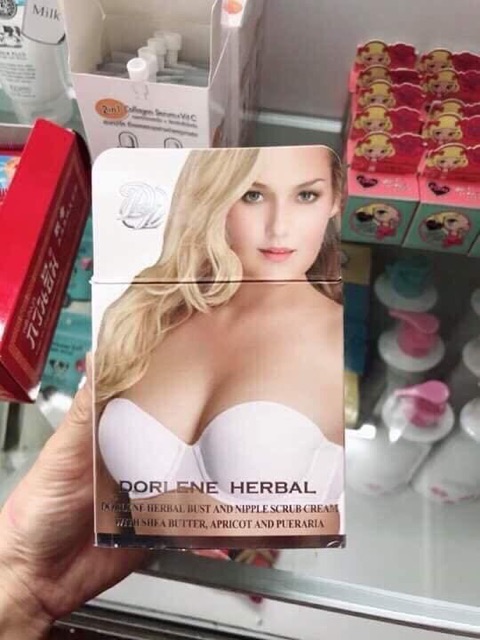 Milk
2in1 Collagen Serum+Vit C
DORLENE HERBAL
DORLENE HERBAL BUST AND NIPPLE SCRUB CREAM
WITH SHEA BUTTER, APRICOT AND PUERARIA